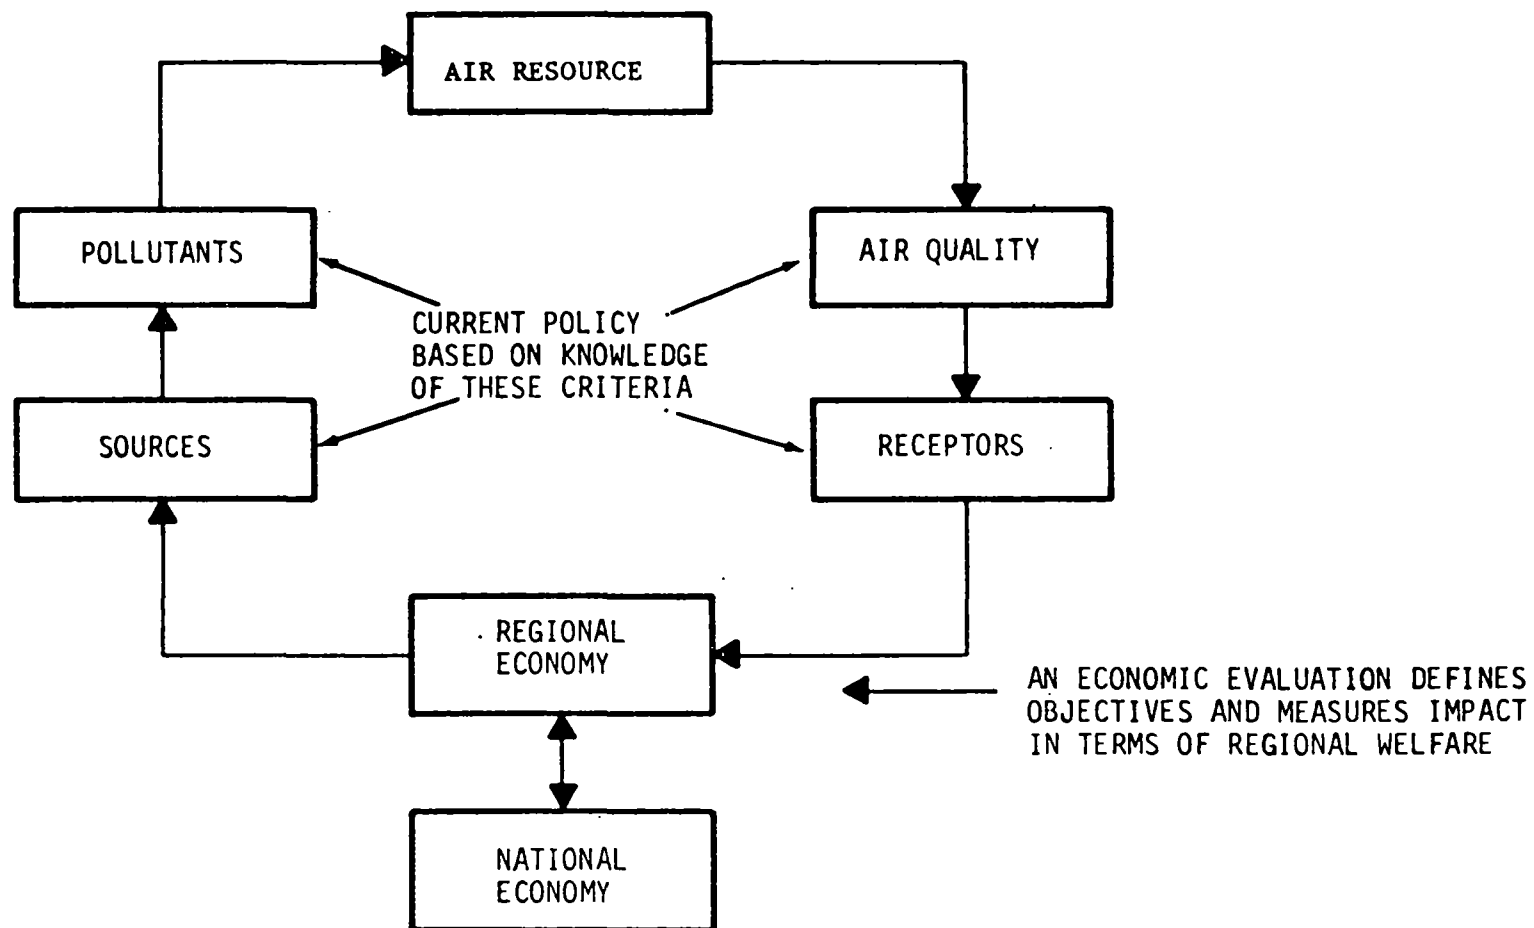 AIR RESOURCE
POLLUTANTS
AIR QUALITY
CURRENT POLICY
BASED ON KNOWLEDGE
OF THESE CRITERIA
SOURCES
RECEPTORS
REGIONAL
ECONOMY
AN ECONOMIC EVALUATION DEFINES
OBJECTIVES AND MEASURES IMPACT
IN TERMS OF REGIONAL WELFARE
NATIONAL
ECONOMY